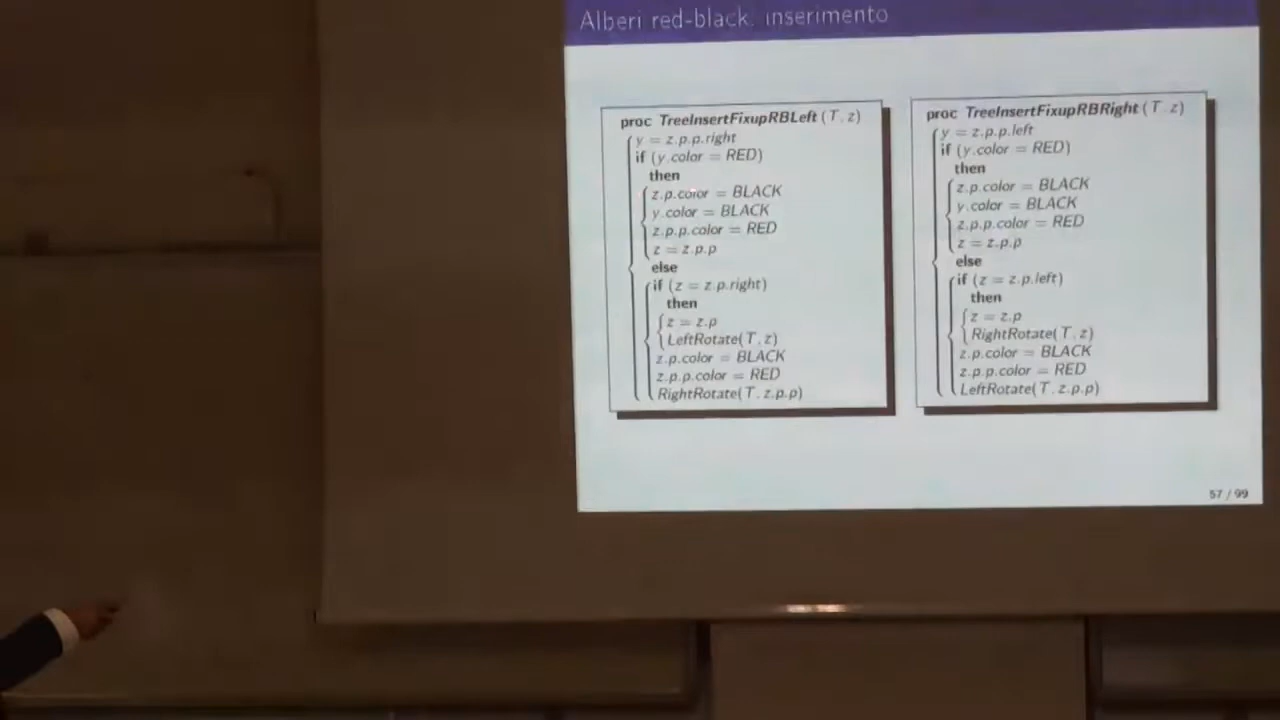 Alberi red-black: inserimento
proc TreeInsertFixupRBLeft (T, z)
y = z.p.p.right
if (y.color = RED)
then
z.p.color = BLACK
y.color = BLACK
z.p.p.color = RED
z = z.p.p
else
if (z = z.p.right)
then
z = z.p
LeftRotate(T, z)
z.p.color = BLACK
z.p.p.color = RED
RightRotate(T, z.p.p)
proc TreeInsertFixupRBRight (T, z)
y = z.p.p.left
if (y.color = RED)
then
z.p.color = BLACK
y.color = BLACK
z.p.p.color = RED
z = z.p.p
else
if (z = z.p.left)
then
z = z.p
RightRotate(T, z)
z.p.color = BLACK
z.p.p.color = RED
LeftRotate(T, z.p.p)
57 / 99